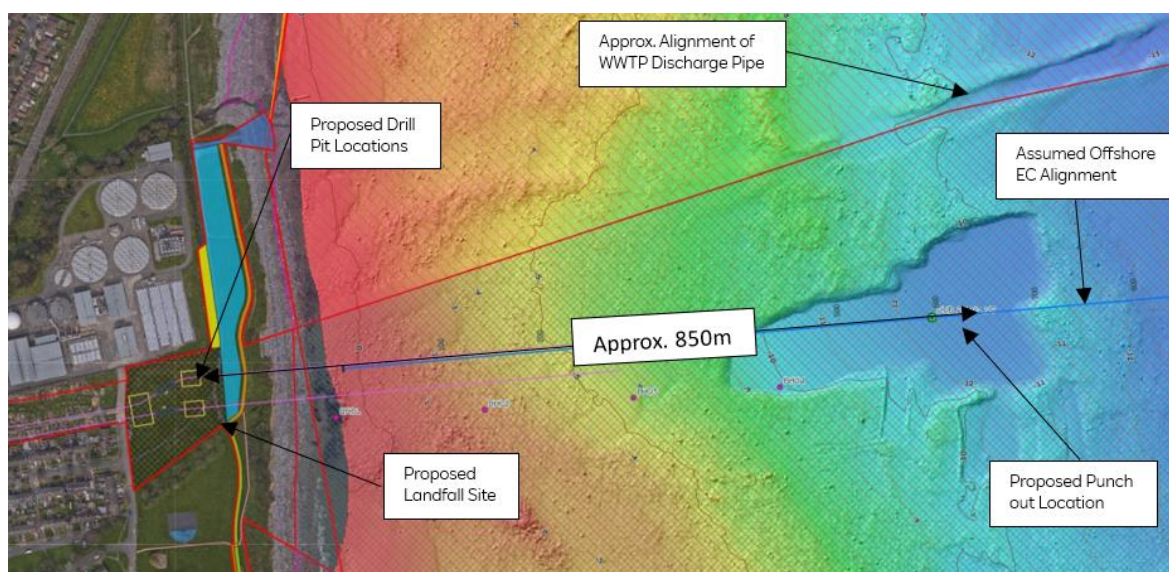 Approx. Alignment of
WWTP Discharge Pipe
Proposed Drill
Pit Locations
Assumed Offshore
EC Alignment
Approx. 850m
Proposed
Landfall Site
Proposed Punch
out Location